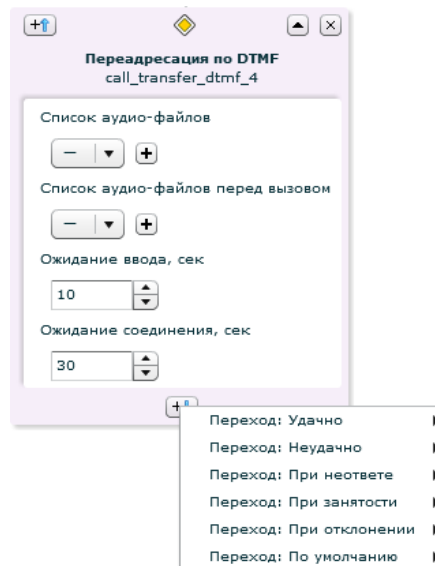 Переадресация по DTMF
call_transfer_dtmf_4
Список аудио-файлов
—
Список аудио-файлов перед вызовом
—
Ожидание ввода, сек
10
Ожидание соединения, сек
30
Переход: Удачно
Переход: Неудачно
Переход: При неответе
Переход: При занятости
Переход: При отклонении
Переход: По умолчанию